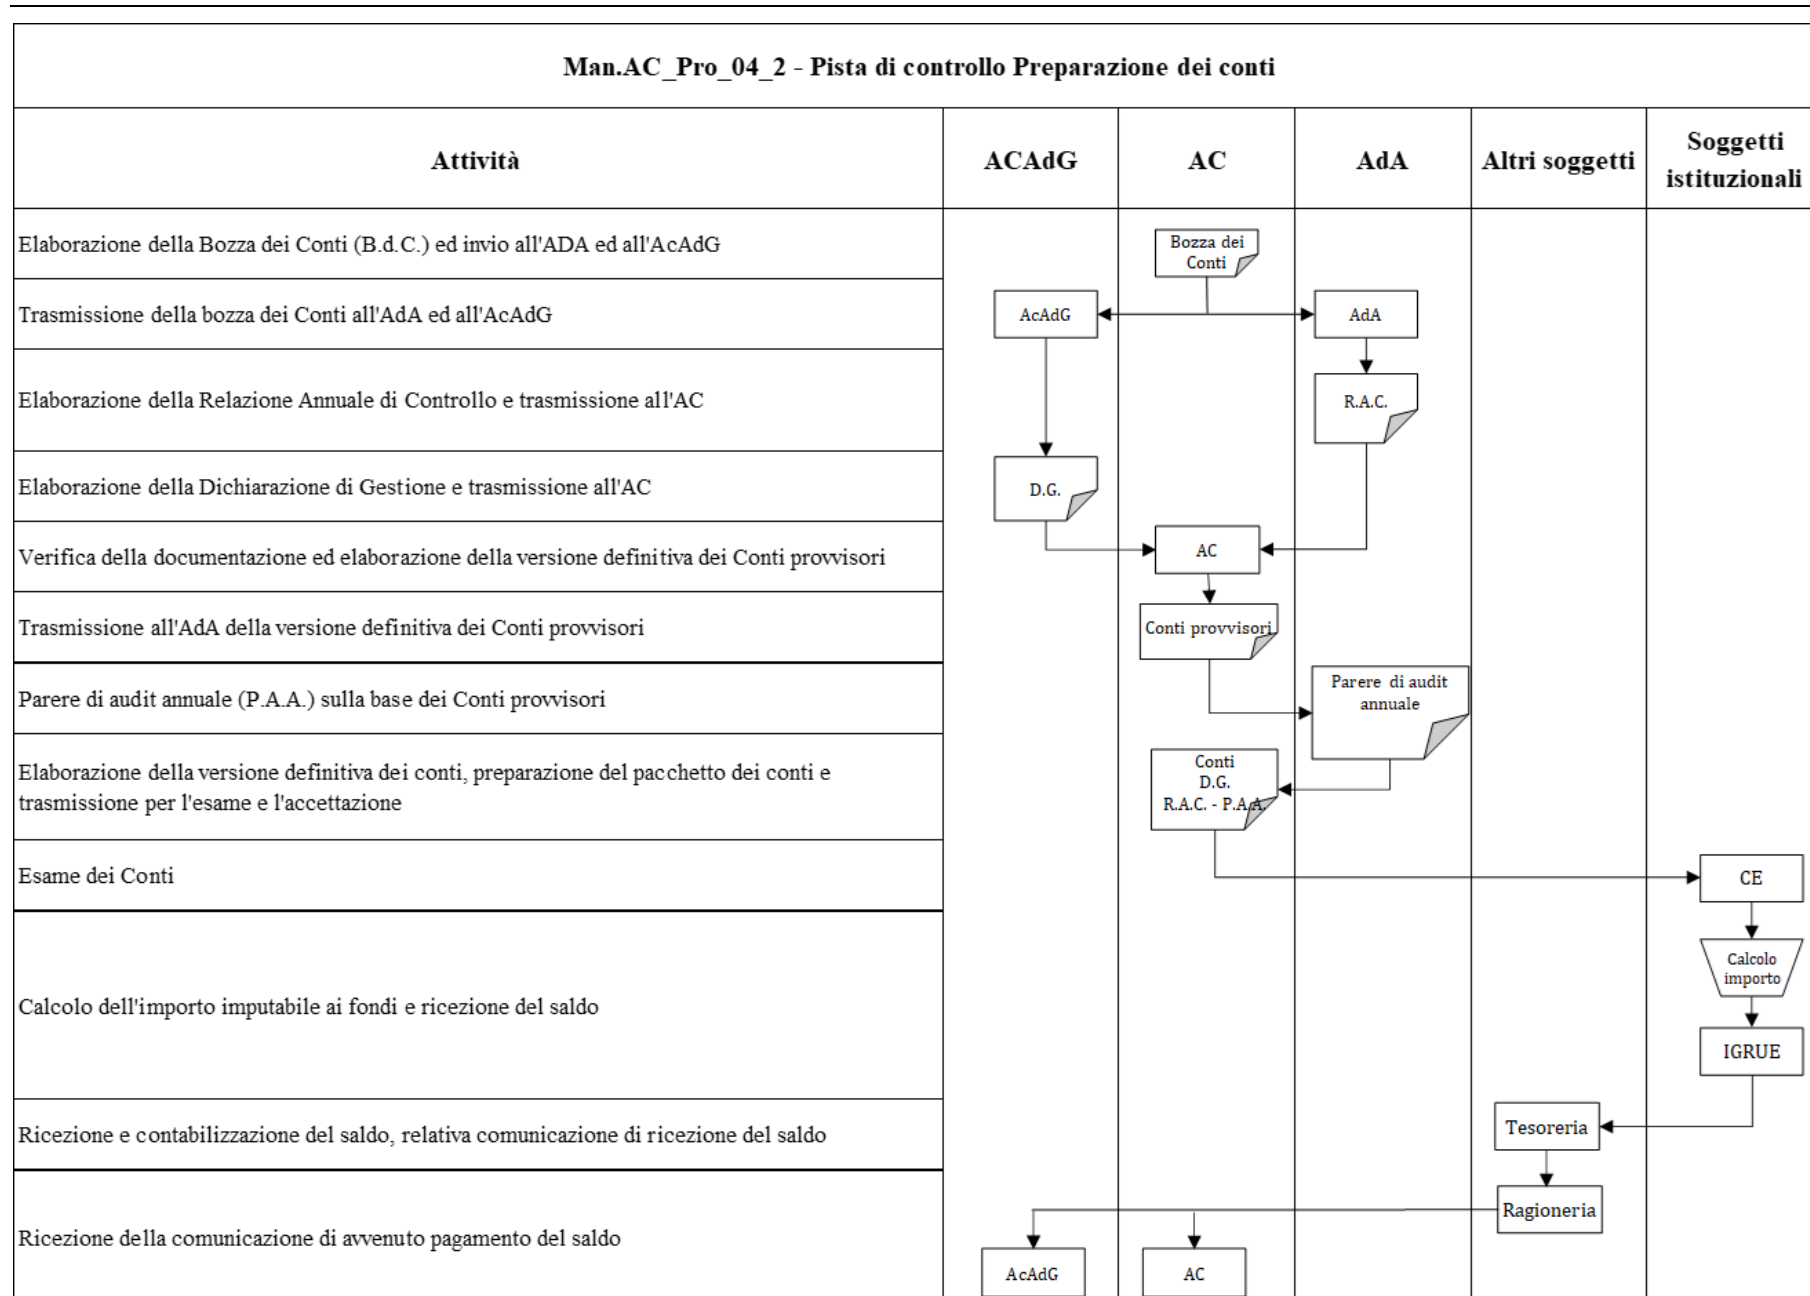 Man.AC_Pro_04_2 - Pista di controllo Preparazione dei conti
Attività
ACAdG
AC
AdA
Altri soggetti
Soggetti
istituzionali
Elaborazione della Bozza dei Conti (B.d.C.) ed invio all'ADA ed all'AcAdG
Bozza dei
Conti
Trasmissione della bozza dei Conti all'AdA ed all'AcAdG
AcAdG
AdA
Elaborazione della Relazione Annuale di Controllo e trasmissione all'AC
R.A.C.
Elaborazione della Dichiarazione di Gestione e trasmissione all'AC
D.G.
Verifica della documentazione ed elaborazione della versione definitiva dei Conti provvisori
AC
Trasmissione all'AdA della versione definitiva dei Conti provvisori
Conti provvisori
Parere di audit annuale (P.A.A.) sulla base dei Conti provvisori
Parere di audit
annuale
Elaborazione della versione definitiva dei conti, preparazione del pacchetto dei conti e
trasmissione per l'esame e l'accettazione
Conti
D.G.
R.A.C. - P.A.A.
Esame dei Conti
CE
Calcolo dell'importo imputabile ai fondi e ricezione del saldo
Calcolo
importo
IGRUE
Ricezione e contabilizzazione del saldo, relativa comunicazione di ricezione del saldo
Tesoreria
Ricezione della comunicazione di avvenuto pagamento del saldo
Ragioneria
AcAdG
AC